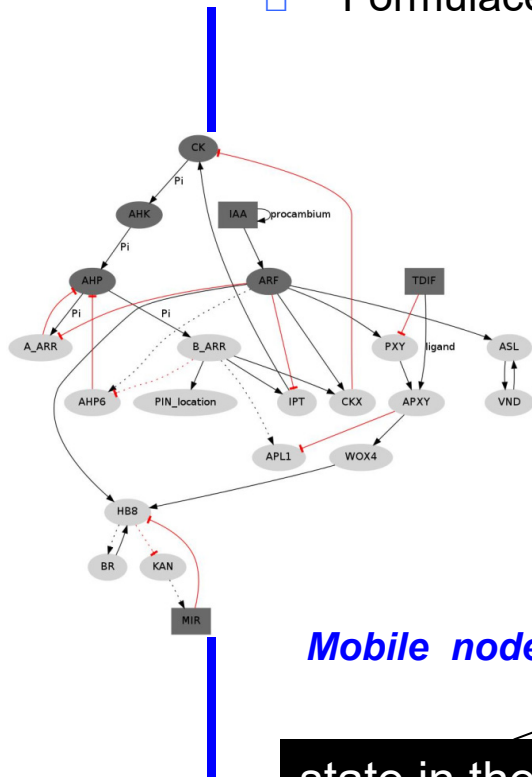 Formulace
CK
Pi
AHK
IAA
procambium
Pi
AHP
ARF
TDIF
Pi
Pi
A_ARR
B_ARR
PXY
ligand
ASL
AHP6
PIN_location
IPT
CKX
APXY
VND
APL1
WOX4
HB8
BR
KAN
MIR
Mobile node
state in the